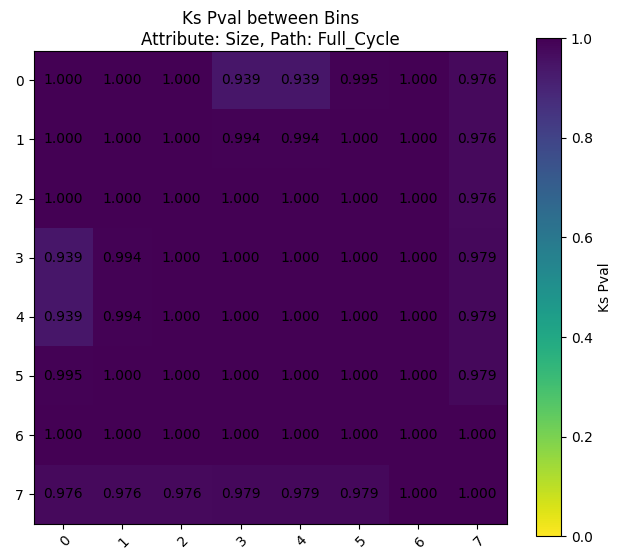 Ks Pval between Bins
Attribute: Size, Path: Full_Cycle
0 1.000 1.000 1.000 0.939 0.939 0.995 1.000 0.976
1 1.000 1.000 1.000 0.994 0.994 1.000 1.000 0.976
2 1.000 1.000 1.000 1.000 1.000 1.000 1.000 0.976
3 0.939 0.994 1.000 1.000 1.000 1.000 1.000 0.979
4 0.939 0.994 1.000 1.000 1.000 1.000 1.000 0.979
5 0.995 1.000 1.000 1.000 1.000 1.000 1.000 0.979
6 1.000 1.000 1.000 1.000 1.000 1.000 1.000 1.000
7 0.976 0.976 0.976 0.979 0.979 0.979 1.000 1.000
0 1 2 3 4 5 6 7
1.0
0.8
0.6
0.4
0.2
0.0
Ks Pval